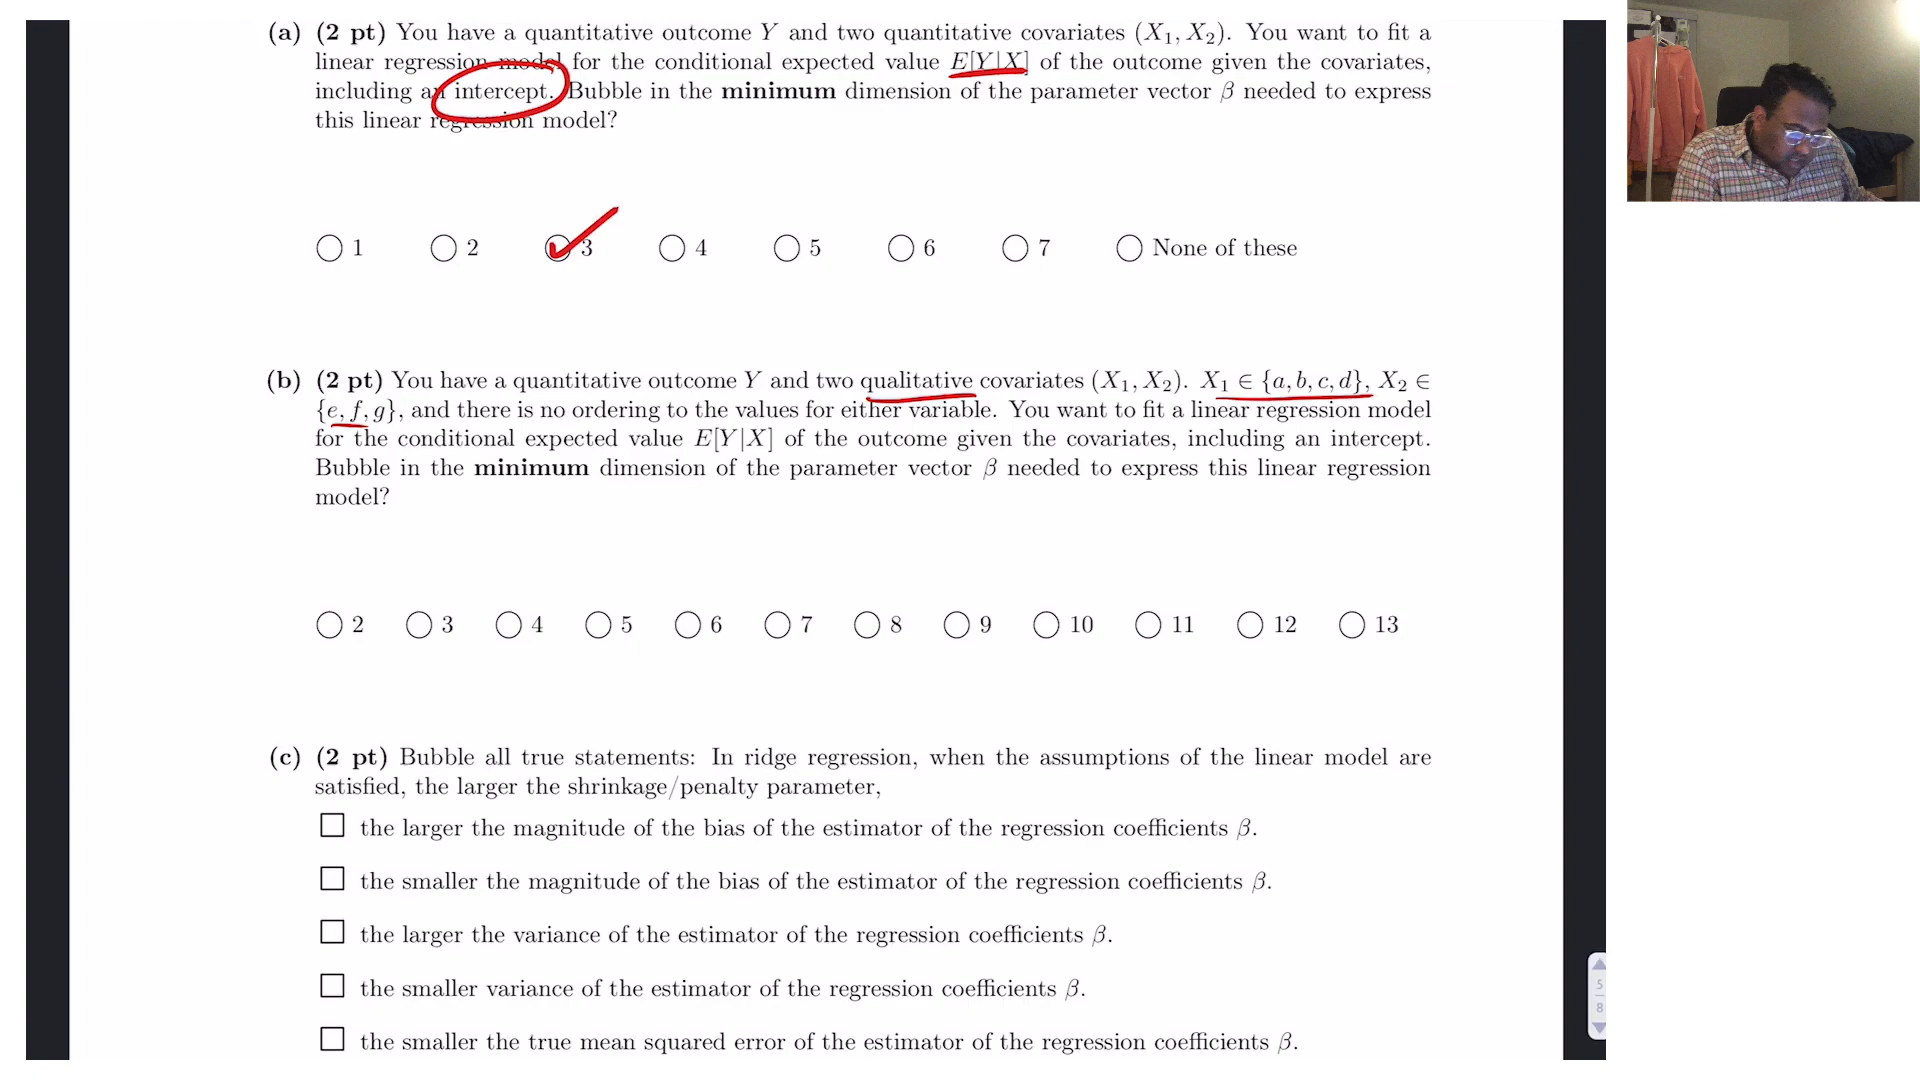 (a) (2 pt) You have a quantitative outcome Y and two quantitative covariates (X₁, X₂). You want to fit a
linear regression model for the conditional expected value E[Y|X] of the outcome given the covariates,
including an intercept. Bubble in the minimum dimension of the parameter vector β needed to express
this linear regression model?
1 2 3 4 5 6 7 None of these
(b) (2 pt) You have a quantitative outcome Y and two qualitative covariates (X₁, X₂). X₁ ∈ {a, b, c, d}, X₂ ∈
{e, f, g}, and there is no ordering to the values for either variable. You want to fit a linear regression model
for the conditional expected value E[Y|X] of the outcome given the covariates, including an intercept.
Bubble in the minimum dimension of the parameter vector β needed to express this linear regression
model?
2 3 4 5 6 7 8 9 10 11 12 13
(c) (2 pt) Bubble all true statements: In ridge regression, when the assumptions of the linear model are
satisfied, the larger the shrinkage/penalty parameter,
the larger the magnitude of the bias of the estimator of the regression coefficients β.
the smaller the magnitude of the bias of the estimator of the regression coefficients β.
the larger the variance of the estimator of the regression coefficients β.
the smaller variance of the estimator of the regression coefficients β.
the smaller the true mean squared error of the estimator of the regression coefficients β.
5
8